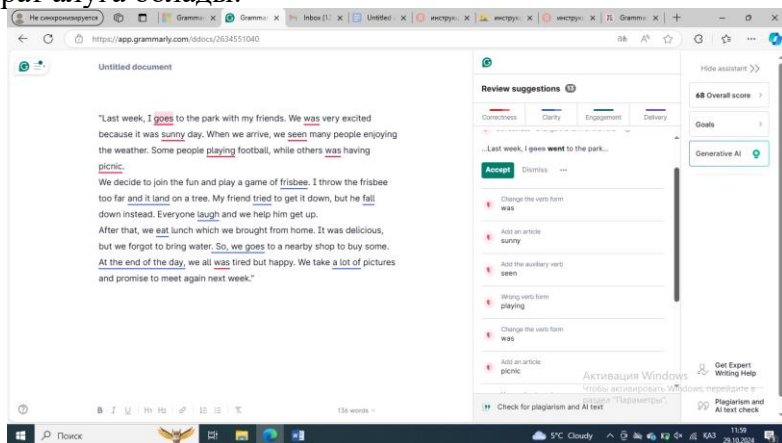 рат алуға болады.
Не синхронизируется
Grammar
Gramma
Inbox (1
Untitled
инструкц
инструк
инструк
Gramm
https://app.grammarly.com/ddocs/2634551040
Untitled document
Hide assistant
Review suggestions 13
68 Overall score
Correctness Clarity Engagement Delivery
Goals
"Last week, I goes to the park with my friends. We was very excited
because it was sunny day. When we arrive, we seen many people enjoying
the weather. Some people playing football, while others was having
picnic.
We decide to join the fun and play a game of frisbee. I throw the frisbee
too far and it land on a tree. My friend tried to get it down, but he fall
down instead. Everyone laugh and we help him get up.
After that, we eat lunch which we brought from home. It was delicious,
but we forgot to bring water. So, we goes to a nearby shop to buy some.
At the end of the day, we all was tired but happy. We take a lot of pictures
and promise to meet again next week."
...Last week, I goes went to the park...
Generative AI
Accept Dismiss
Change the verb form
was
Add an article
sunny
Add the auxiliary verb
seen
Wrong verb form
playing
Change the verb form
was
Add an article
picnic
Активация Windows
Чтобы активировать Windows, перейдите в
раздел "Параметры".
Get Expert
Writing Help
Check for plagiarism and AI text
Plagiarism and
AI text check
B I U H1 H2
134 words
Поиск
5°C Cloudy
КАЗ
11:59
29.10.2024